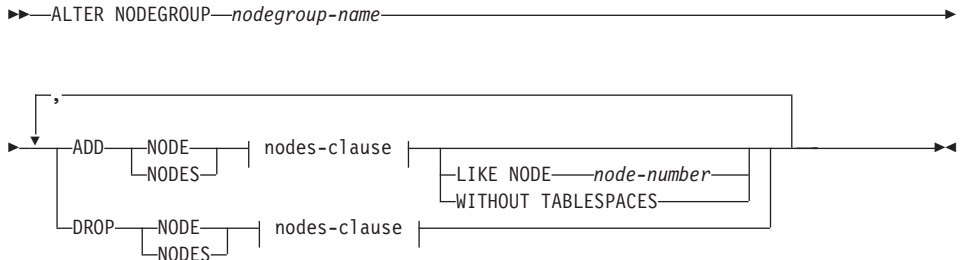 ALTER NODEGROUP nodegroup-name
,
ADD NODE nodes-clause
NODES LIKE NODE node-number
WITHOUT TABLESPACES
DROP NODE nodes-clause
NODES